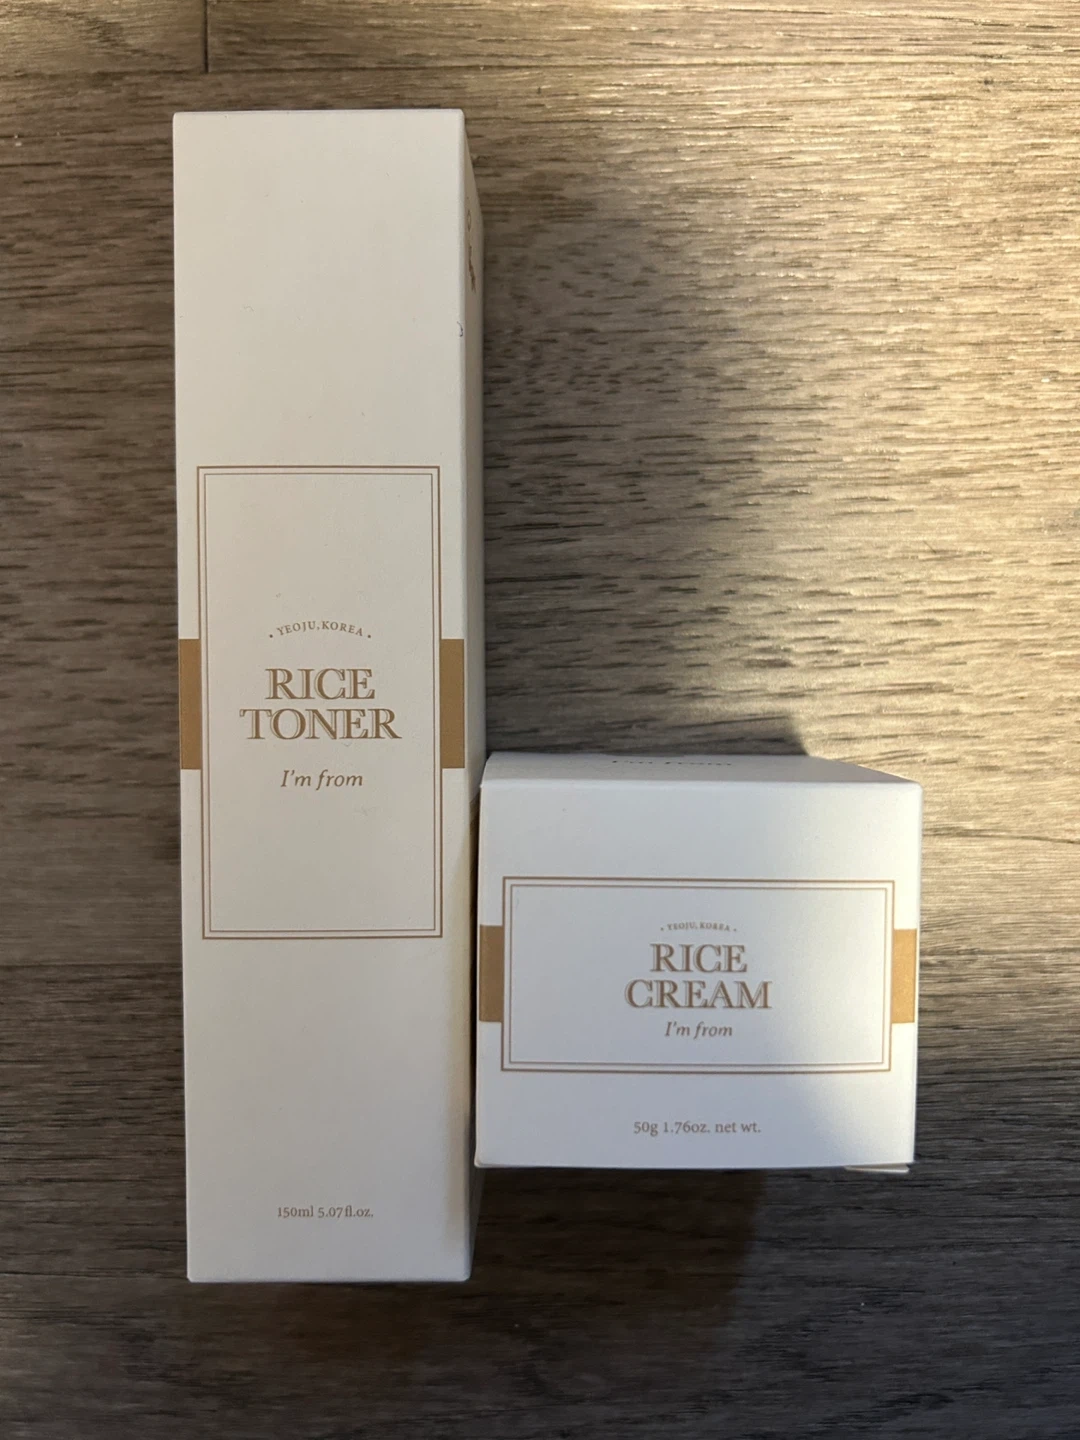 · YEOJU, KOREA ·
RICE
TONER
I'm from
150ml 5.07fl.oz.
· YEOJU, KOREA ·
RICE
CREAM
I'm from
50g 1.76oz. net wt.